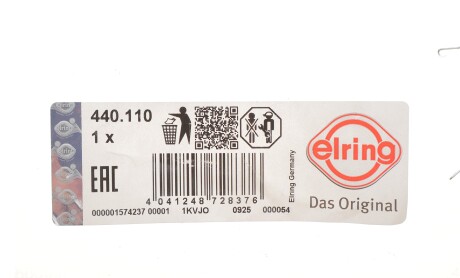 440.110
1 x
EAC
4 041248 728376
000001574237 00001 1KVJO 0925 000054
Elring Germany
elring
Das Original